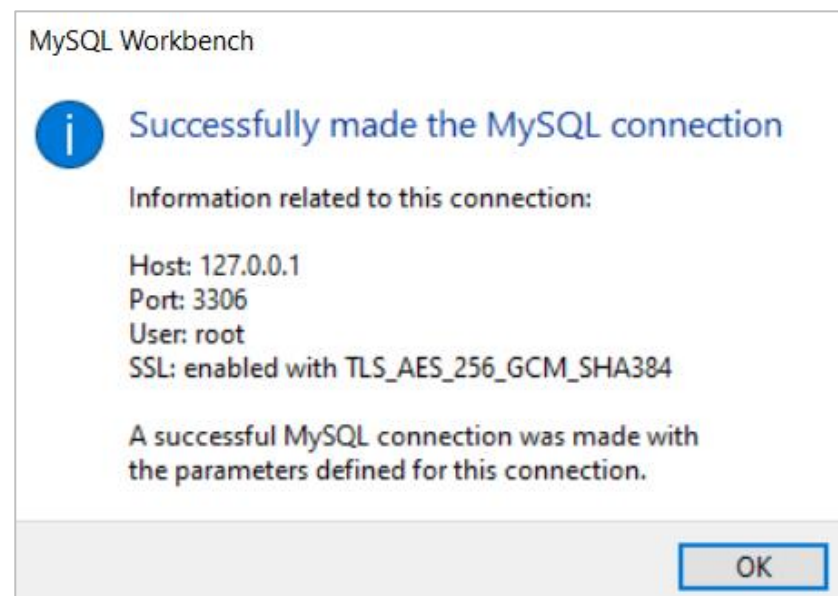 MySQL Workbench
Successfully made the MySQL connection
Information related to this connection:
Host: 127.0.0.1
Port: 3306
User: root
SSL: enabled with TLS_AES_256_GCM_SHA384
A successful MySQL connection was made with
the parameters defined for this connection.
OK